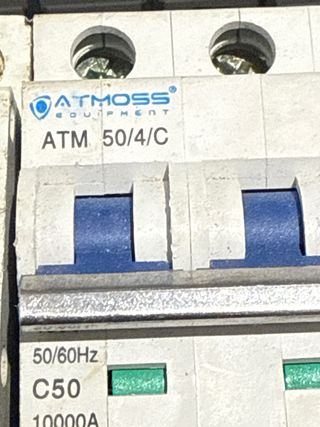 ATMOSS®
EQUIPMENT
ATM 50/4/C
50/60Hz
C50
10000A